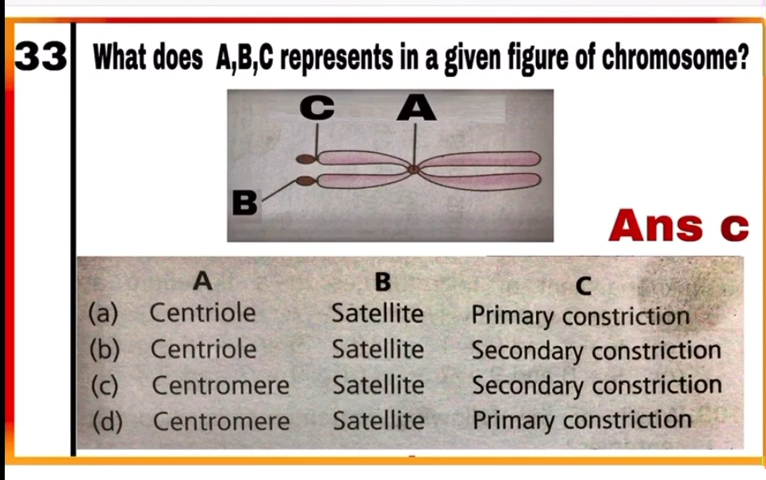 33 What does A,B,C represents in a given figure of chromosome?
C A
B
Ans c
A B C
(a) Centriole Satellite Primary constriction
(b) Centriole Satellite Secondary constriction
(c) Centromere Satellite Secondary constriction
(d) Centromere Satellite Primary constriction